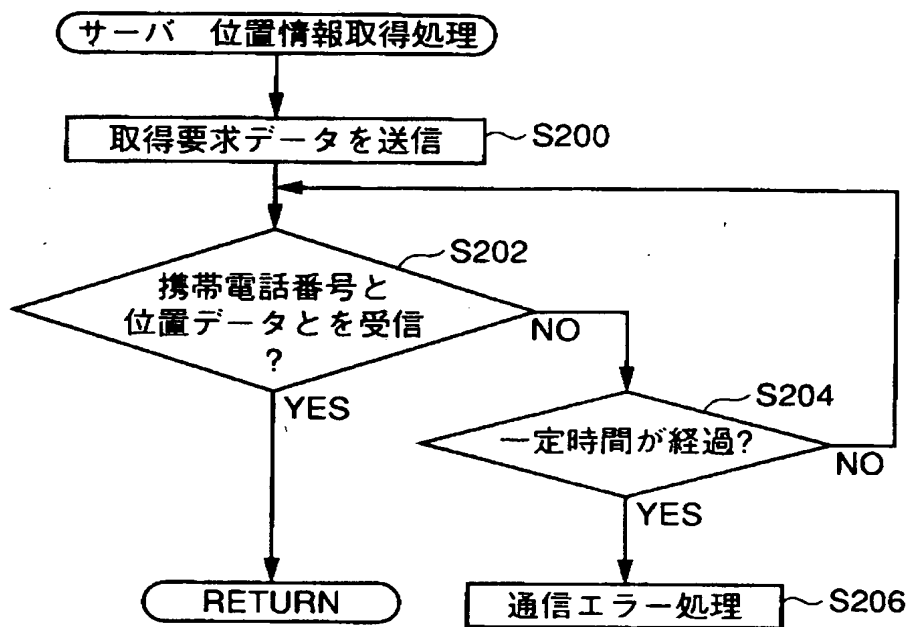 サーバ 位置情報取得処理
取得要求データを送信
S200
S202
携帯電話番号と
位置データとを受信
?
NO
YES
S204
一定時間が経過?
NO
YES
RETURN
通信エラー処理
S206